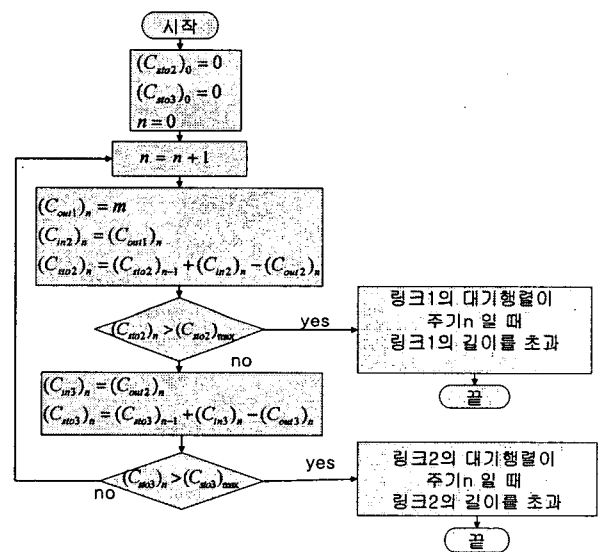 시작
(C_sto2)_0 = 0
(C_sto3)_0 = 0
n = 0
n = n + 1
(C_out1)_n = m
(C_in2)_n = (C_out1)_n
(C_sto2)_n = (C_sto2)_{n-1} + (C_in2)_n - (C_out2)_n
(C_sto2)_n > (C_sto2)_max
yes
링크1의 대기행렬이
주기n 일 때
링크1의 길이를 초과
끝
no
(C_in3)_n = (C_out2)_n
(C_sto3)_n = (C_sto3)_{n-1} + (C_in3)_n - (C_out3)_n
(C_sto3)_n > (C_sto3)_max
yes
no
링크2의 대기행렬이
주기n 일 때
링크2의 길이를 초과
끝